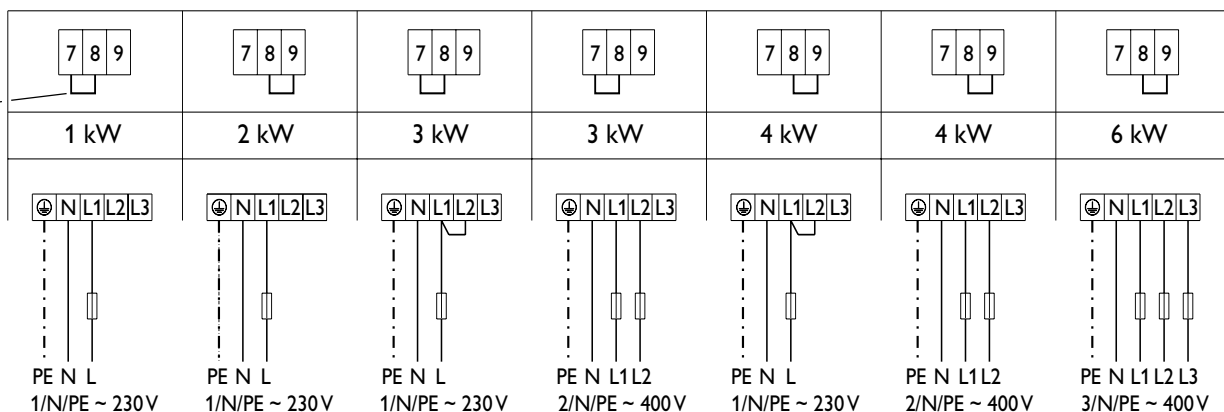 7 8 9 7 8 9 7 8 9 7 8 9 7 8 9 7 8 9 7 8 9
1 kW 2 kW 3 kW 3 kW 4 kW 4 kW 6 kW
N L1 L2 L3 N L1 L2 L3 N L1 L2 L3 N L1 L2 L3 N L1 L2 L3 N L1 L2 L3 N L1 L2 L3
PE N L PE N L PE N L PE N L1 L2 PE N L PE N L1 L2 PE N L1 L2 L3
1/N/PE ~ 230 V 1/N/PE ~ 230 V 1/N/PE ~ 230 V 2/N/PE ~ 400 V 1/N/PE ~ 230 V 2/N/PE ~ 400 V 3/N/PE ~ 400 V